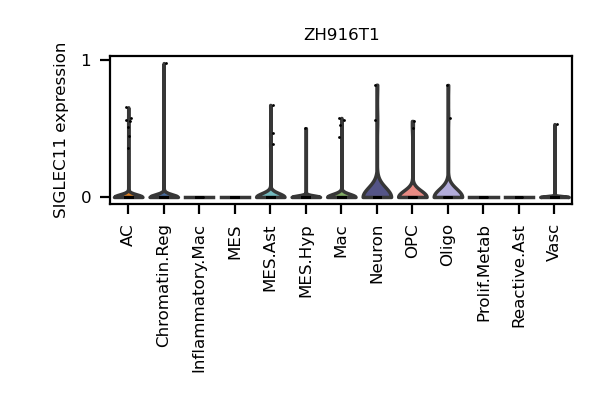 ZH916T1
SIGLEC11 expression
1
0
AC
Chromatin.Reg
Inflammatory.Mac
MES
MES.Ast
MES.Hyp
Mac
Neuron
OPC
Oligo
Prolif.Metab
Reactive.Ast
Vasc